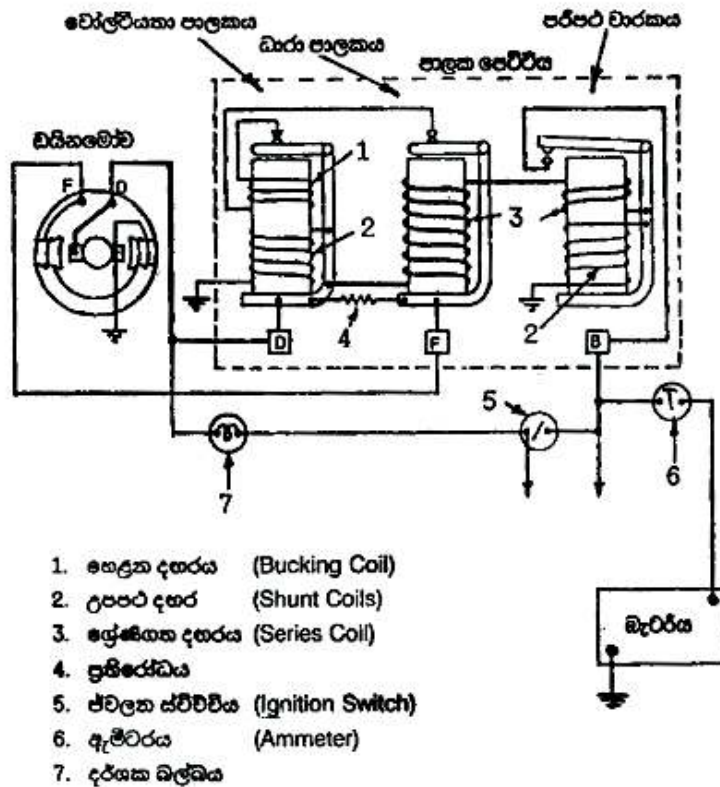 වෝල්ටීයතා පාලකය
ධාරා පාලකය
පරිපථ වාරකය
පාලක පෙට්ටිය
ඩයිනමෝව
F D
1
2
3
4
2
D
F
B
5
6
7
බැටරිය
1. හෙළන දඟරය (Bucking Coil)
2. උපපථ දඟර (Shunt Coils)
3. ශ්‍රේණිගත දඟරය (Series Coil)
4. ප්‍රතිරෝධය
5. ජ්වලන ස්විච්චිය (Ignition Switch)
6. ඇමීටරය (Ammeter)
7. දර්ශක බල්බය